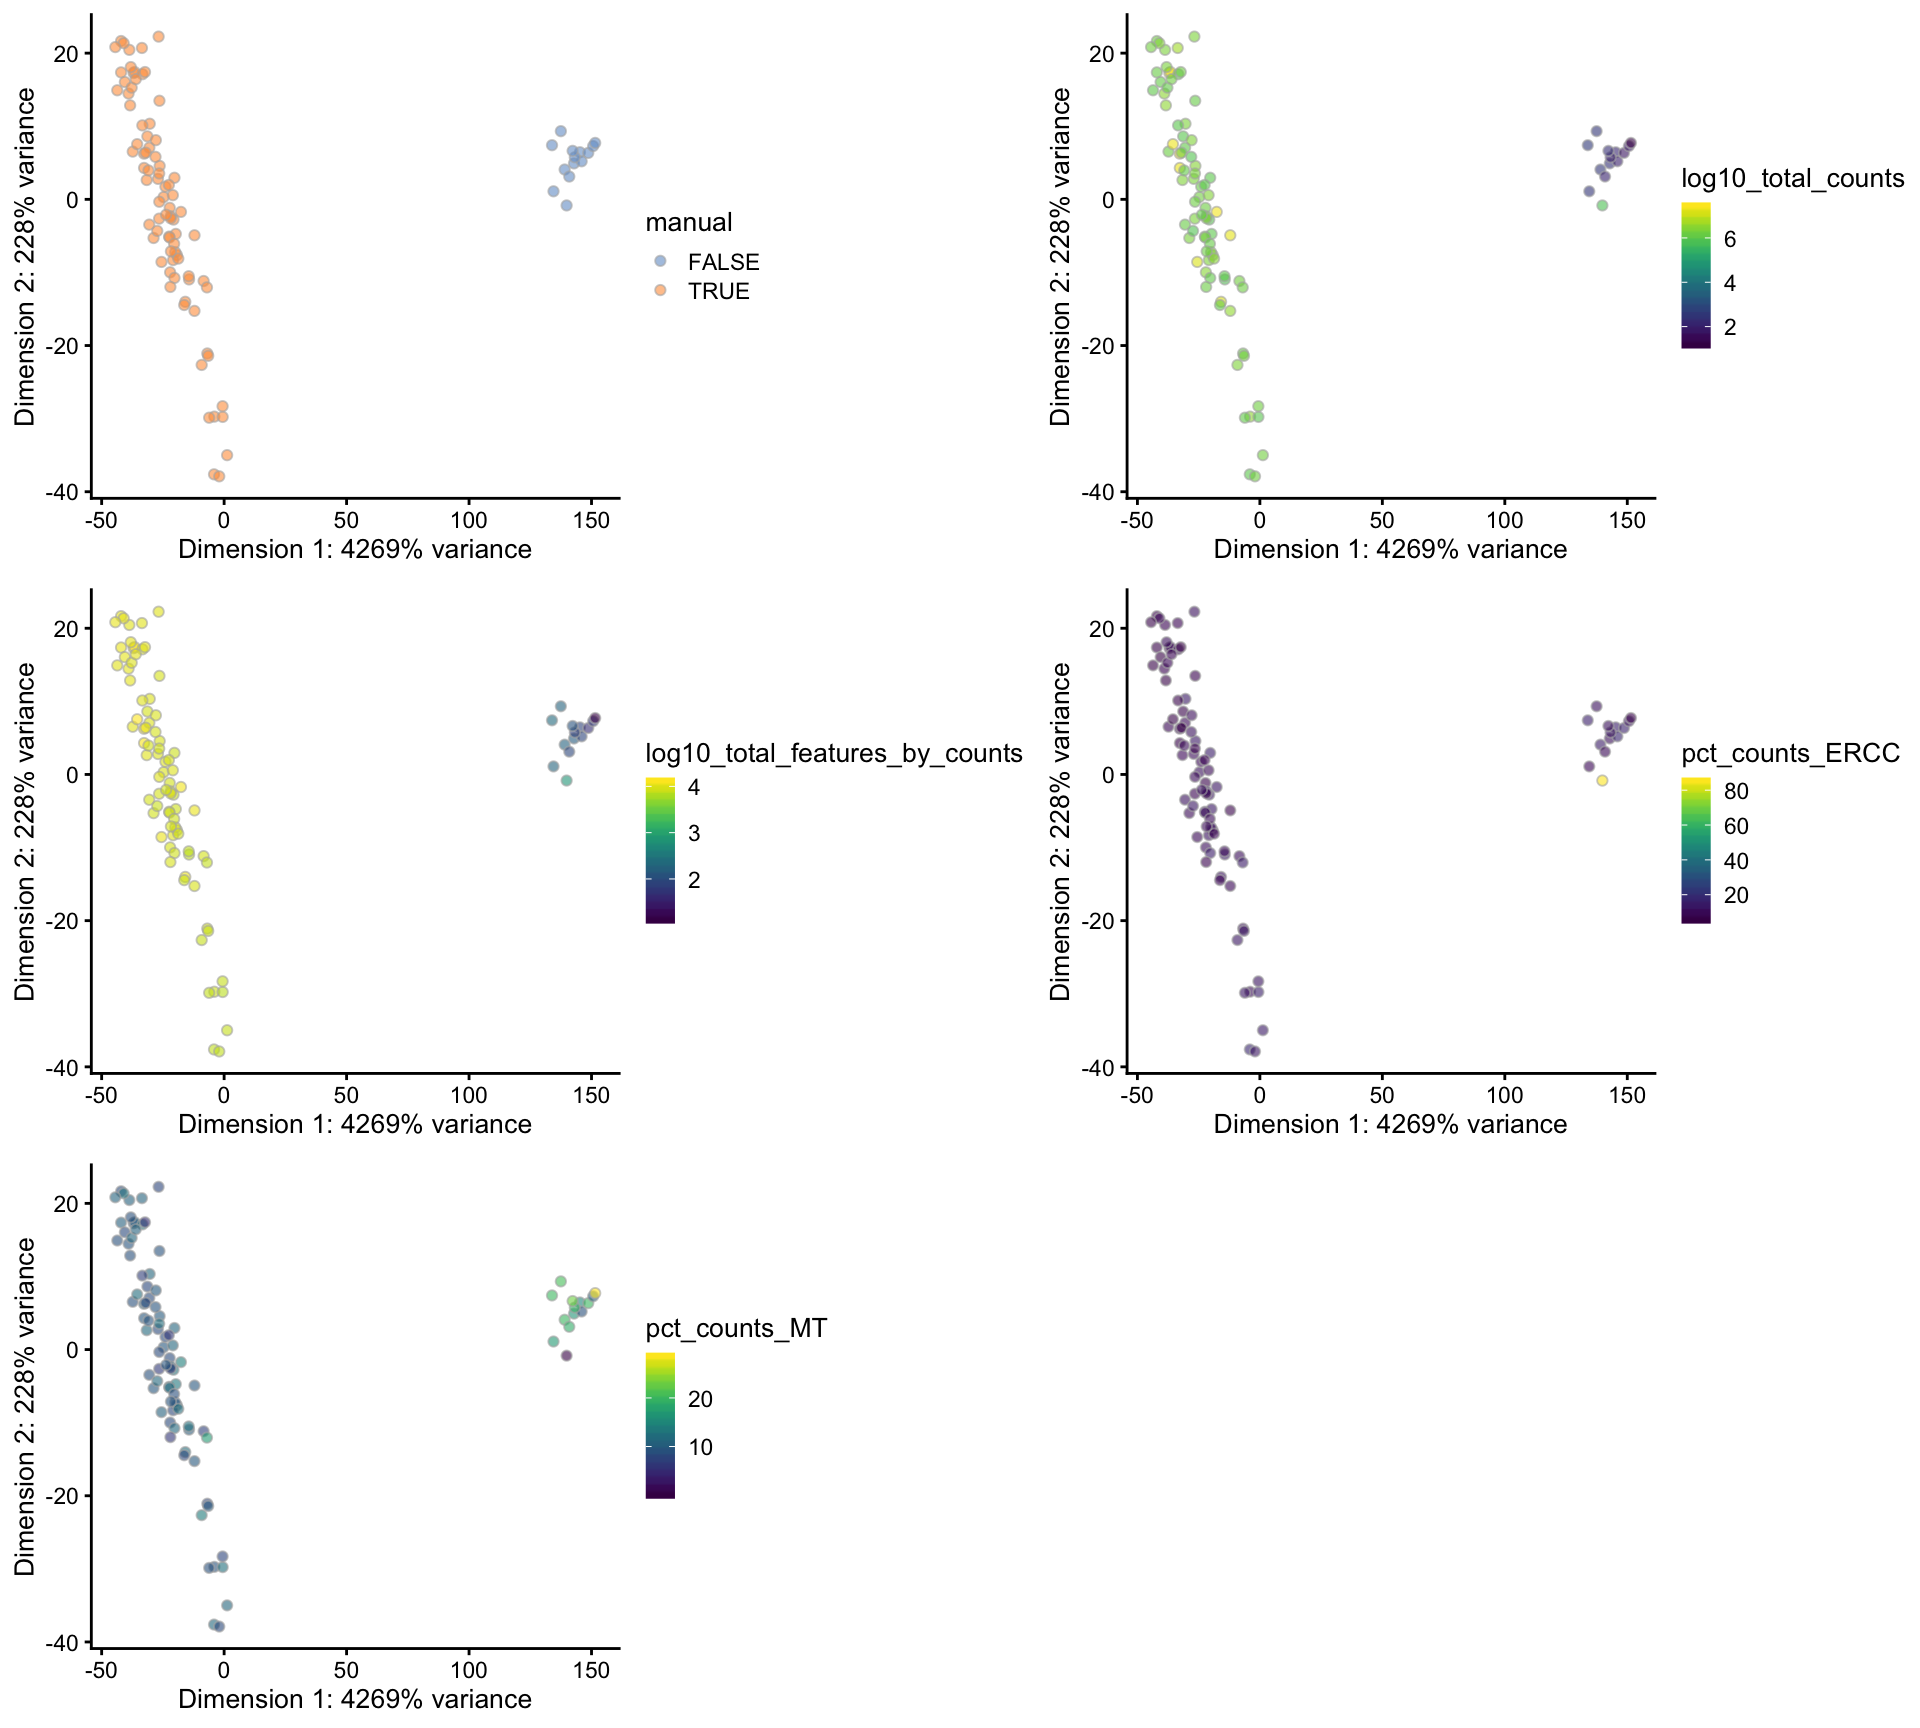 20
0
-20
-40
-50 0 50 100 150
Dimension 1: 4269% variance
Dimension 2: 228% variance
manual
FALSE
TRUE
20
0
-20
-40
-50 0 50 100 150
Dimension 1: 4269% variance
Dimension 2: 228% variance
log10_total_counts
6
4
2
20
0
-20
-40
-50 0 50 100 150
Dimension 1: 4269% variance
Dimension 2: 228% variance
log10_total_features_by_counts
4
3
2
20
0
-20
-40
-50 0 50 100 150
Dimension 1: 4269% variance
Dimension 2: 228% variance
pct_counts_ERCC
80
60
40
20
20
0
-20
-40
-50 0 50 100 150
Dimension 1: 4269% variance
Dimension 2: 228% variance
pct_counts_MT
20
10